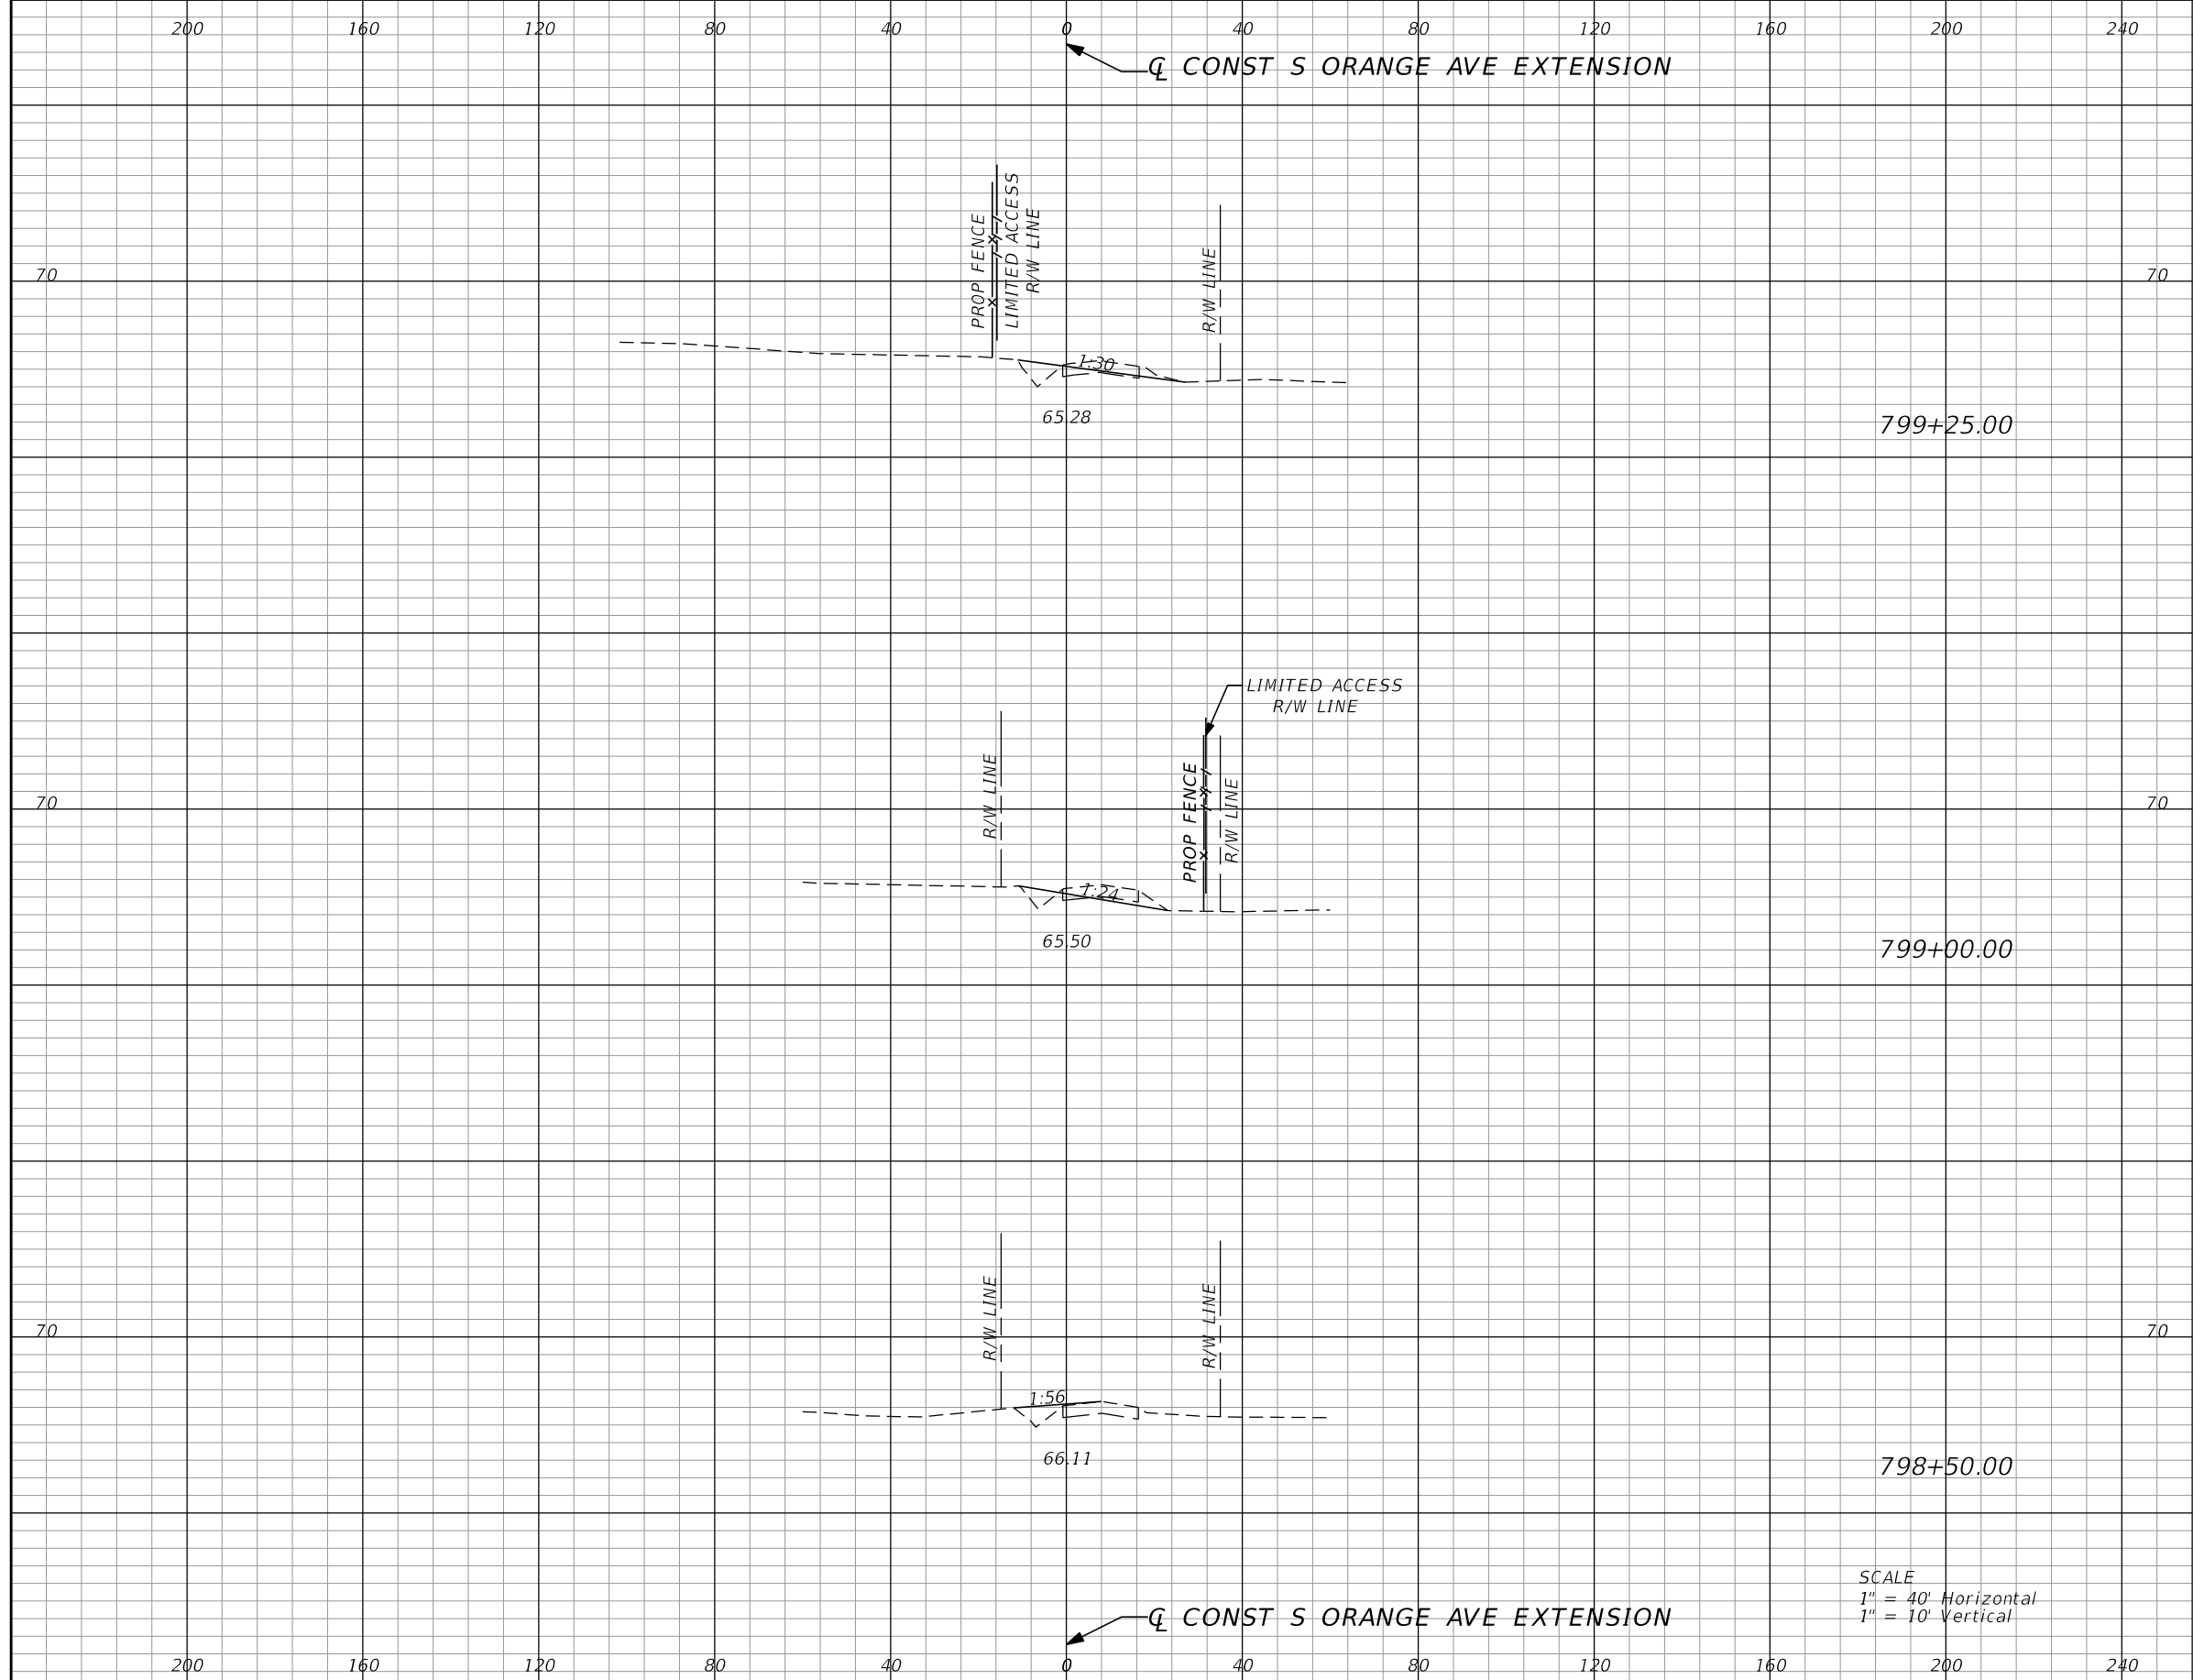 200 160 120 80 40 0 40 80 120 160 200 240
℄ CONST S ORANGE AVE EXTENSION
PROP FENCE
LIMITED ACCESS
R/W LINE
R/W LINE
70 70
1:30
65.28
799+25.00
LIMITED ACCESS
R/W LINE
R/W LINE
PROP FENCE
R/W LINE
70 70
1:24
65.50
799+00.00
R/W LINE
R/W LINE
70 70
1:56
66.11
798+50.00
SCALE
1" = 40' Horizontal
1" = 10' Vertical
℄ CONST S ORANGE AVE EXTENSION
200 160 120 80 40 0 40 80 120 160 200 240